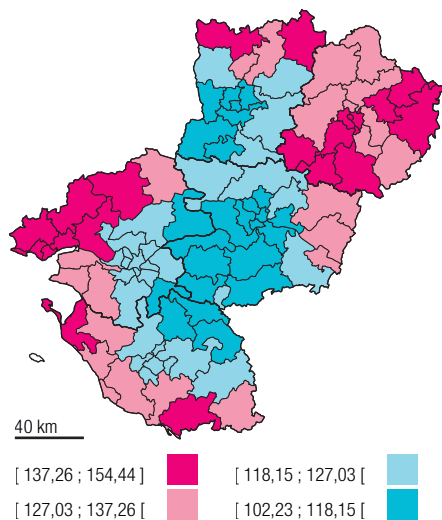 40 km
[ 137,26 ; 154,44 ]
[ 118,15 ; 127,03 [
[ 127,03 ; 137,26 [
[ 102,23 ; 118,15 [